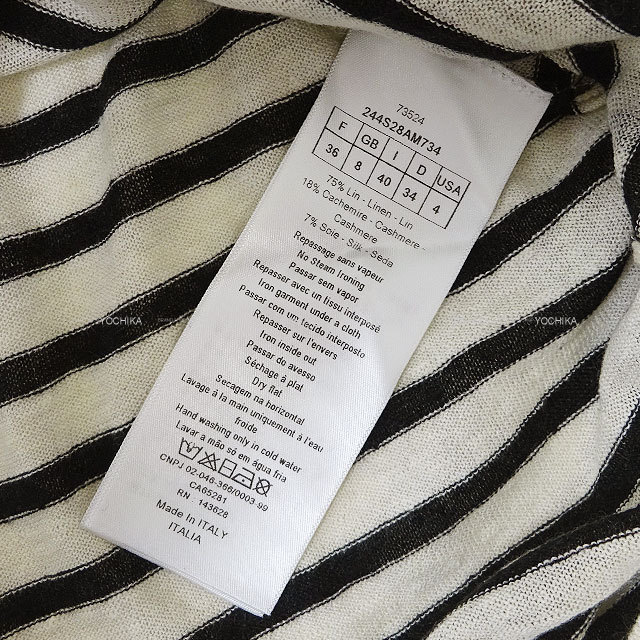 73524
244S28AM734
F GB I D USA
36 8 40 34 4
75% Lin - Linen - Lin
18% Cachemire - Cashmere -
Cashmere
7% Soie - Silk - Seda
Repassage sans vapeur
No Steam Ironing
Passar sem vapor
Repasser avec un tissu interposé
Iron garment under a cloth
Passar com um tecido interposto
Repasser sur l'envers
Iron inside out
Passar do avesso
Séchage à plat
Dry flat
Secagem na horizontal
Lavage à la main uniquement à l'eau
froide
Hand washing only in cold water
Lavar a mão só em água fria
CNPJ 02-046-366/0003-99
CA05281
RN 143628
Made In ITALY
ITALIA
YOCHIKA
YOCHIKA